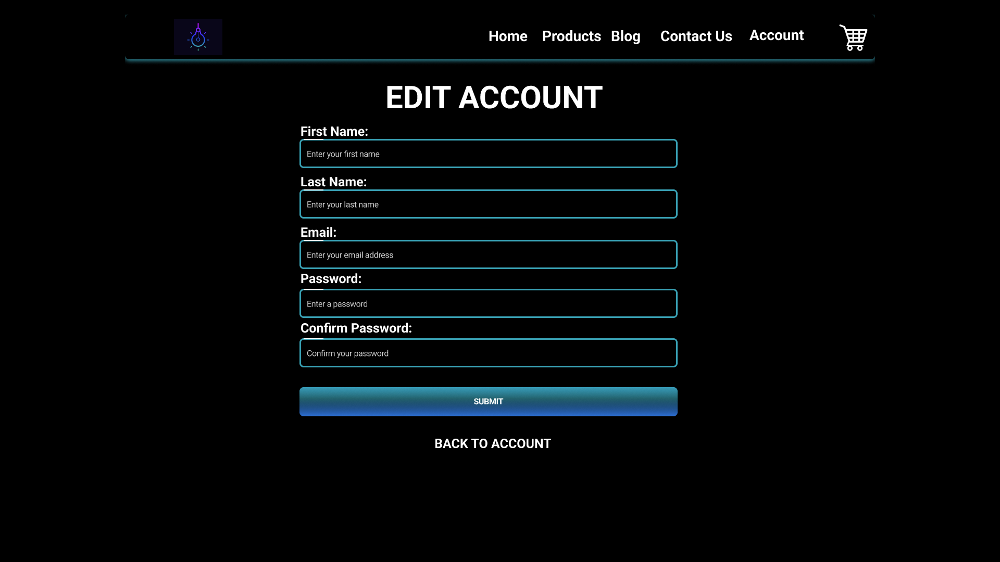 Home Products Blog Contact Us Account
EDIT ACCOUNT
First Name:
Enter your first name
Last Name:
Enter your last name
Email:
Enter your email address
Password:
Enter a password
Confirm Password:
Confirm your password
SUBMIT
BACK TO ACCOUNT